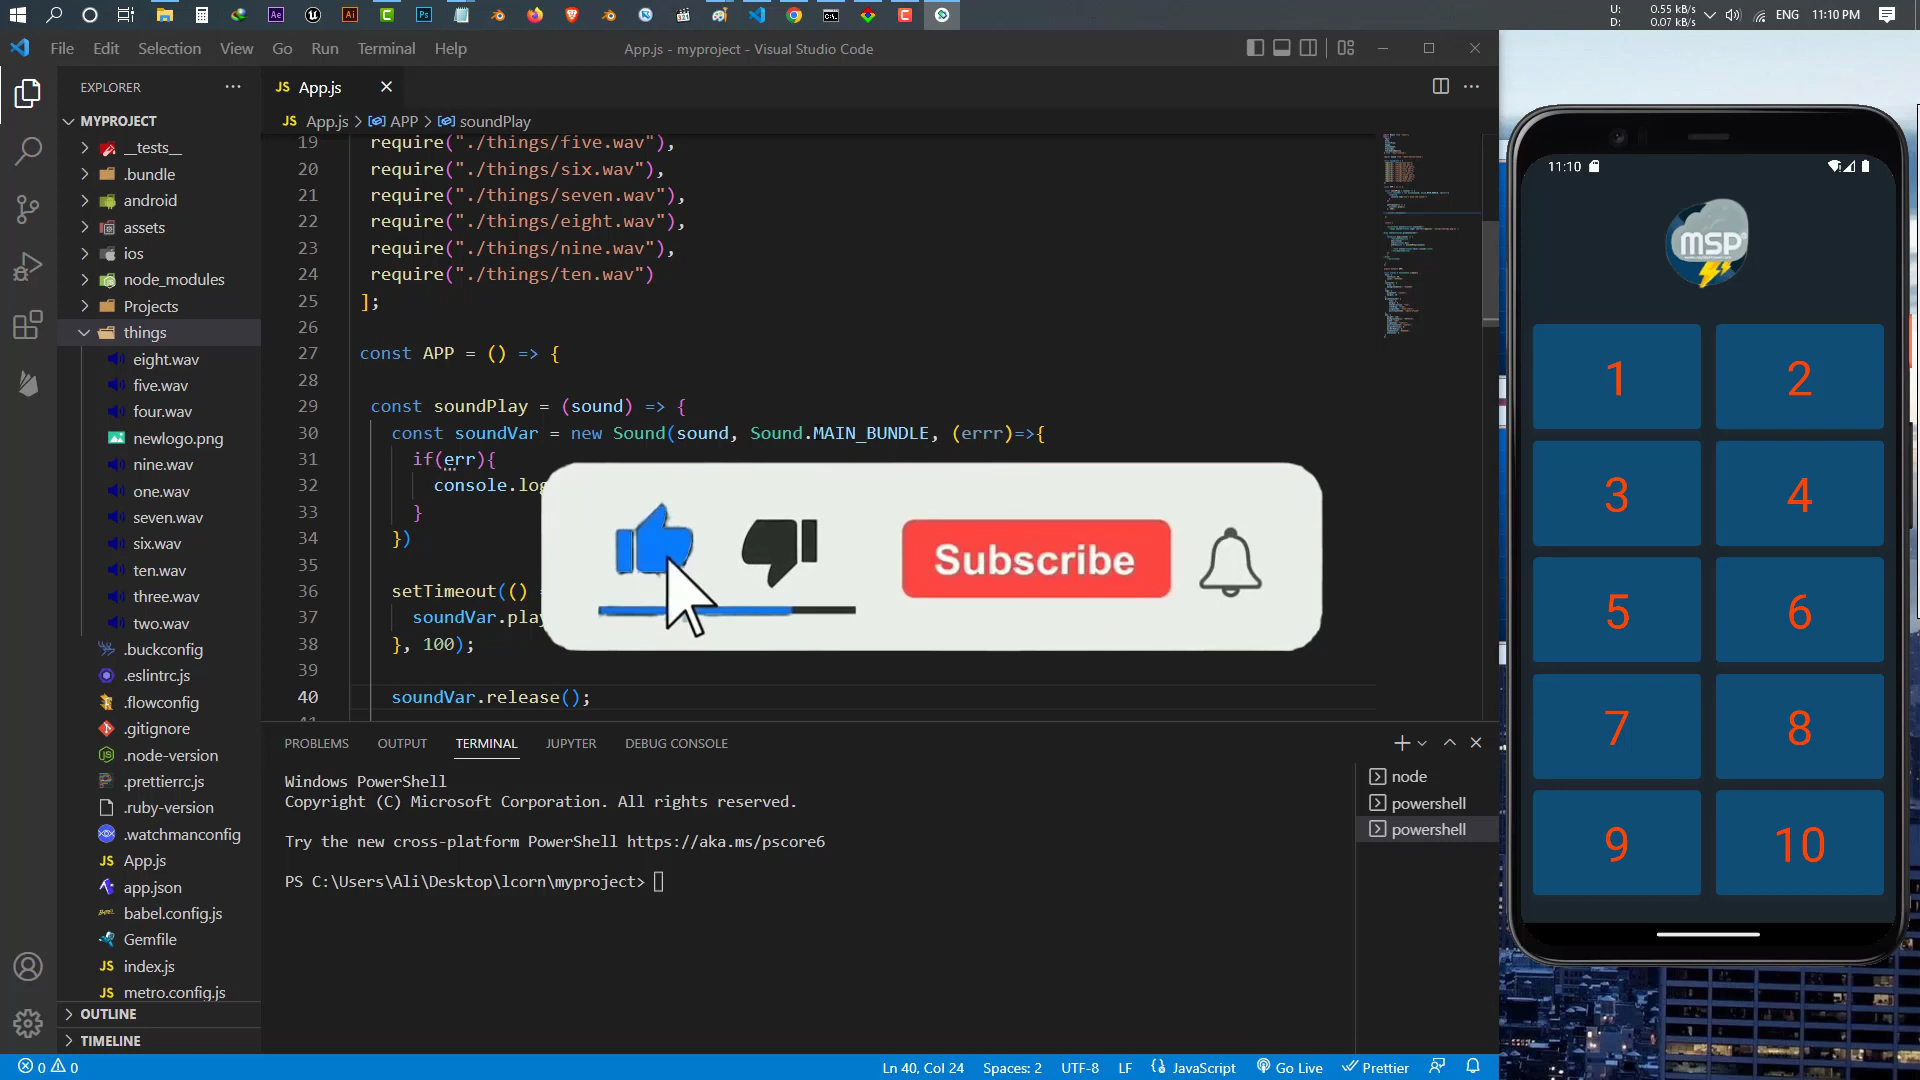 U: 0.55 kB/s
D: 0.07 kB/s
ENG 11:10 PM
File Edit Selection View Go Run Terminal Help
App.js - myproject - Visual Studio Code
EXPLORER
JS App.js
JS App.js > APP > soundPlay
MYPROJECT
__tests__
.bundle
android
assets
ios
node_modules
Projects
things
eight.wav
five.wav
four.wav
newlogo.png
nine.wav
one.wav
seven.wav
six.wav
ten.wav
three.wav
two.wav
.buckconfig
.eslintrc.js
.flowconfig
.gitignore
.node-version
.prettierrc.js
.ruby-version
.watchmanconfig
JS App.js
app.json
babel.config.js
Gemfile
JS index.js
JS metro.config.js
OUTLINE
TIMELINE
19 require("./things/five.wav"),
20 require("./things/six.wav"),
21 require("./things/seven.wav"),
22 require("./things/eight.wav"),
23 require("./things/nine.wav"),
24 require("./things/ten.wav")
25 ];
26
27 const APP = () => {
28
29 const soundPlay = (sound) => {
30 const soundVar = new Sound(sound, Sound.MAIN_BUNDLE, (errr)=>{
31 if(err){
32 console.log
33 }
34 })
35
36 setTimeout(()
37 soundVar.play
38 }, 100);
39
40 soundVar.release();
Subscribe
PROBLEMS OUTPUT TERMINAL JUPYTER DEBUG CONSOLE
Windows PowerShell
Copyright (C) Microsoft Corporation. All rights reserved.
Try the new cross-platform PowerShell https://aka.ms/pscore6
PS C:\Users\Ali\Desktop\lcorn\myproject>
node
powershell
powershell
0 0
Ln 40, Col 24 Spaces: 2 UTF-8 LF JavaScript Go Live Prettier
11:10
MSP
1 2
3 4
5 6
7 8
9 10